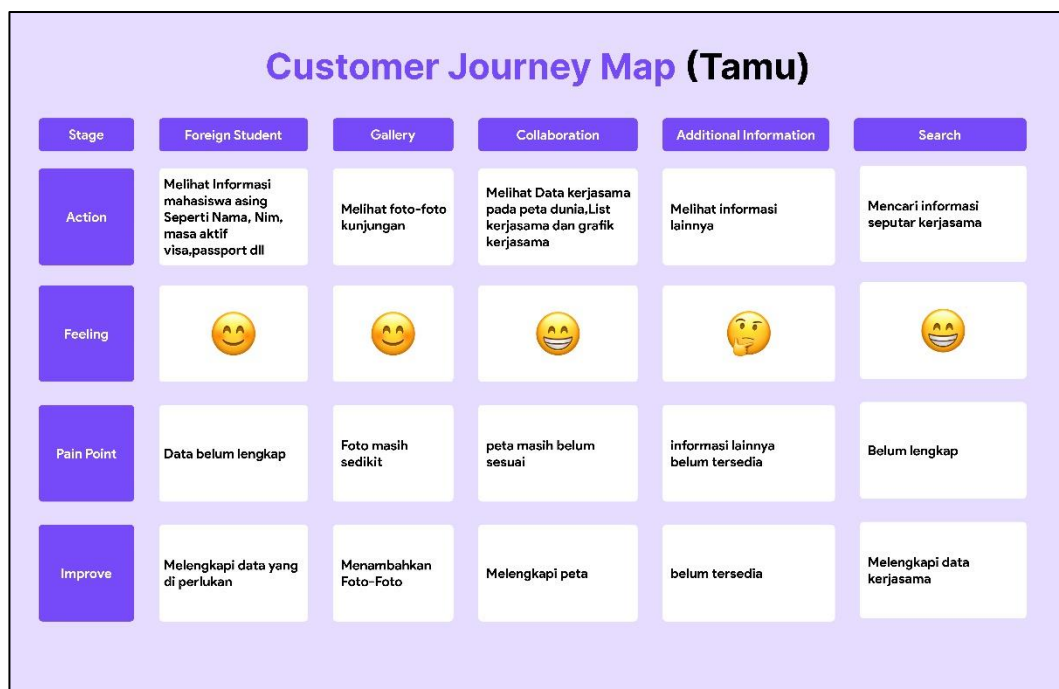 Customer Journey Map (Tamu)
Stage
Foreign Student
Gallery
Collaboration
Additional Information
Search
Action
Melihat Informasi
mahasiswa asing
Seperti Nama, Nim,
masa aktif
visa,passport dll
Melihat foto-foto
kunjungan
Melihat Data kerjasama
pada peta dunia,List
kerjasama dan grafik
kerjasama
Melihat informasi
lainnya
Mencari informasi
seputar kerjasama
Feeling
Pain Point
Data belum lengkap
Foto masih
sedikit
peta masih belum
sesuai
informasi lainnya
belum tersedia
Belum lengkap
Improve
Melengkapi data yang
di perlukan
Menambahkan
Foto-Foto
Melengkapi peta
belum tersedia
Melengkapi data
kerjasama